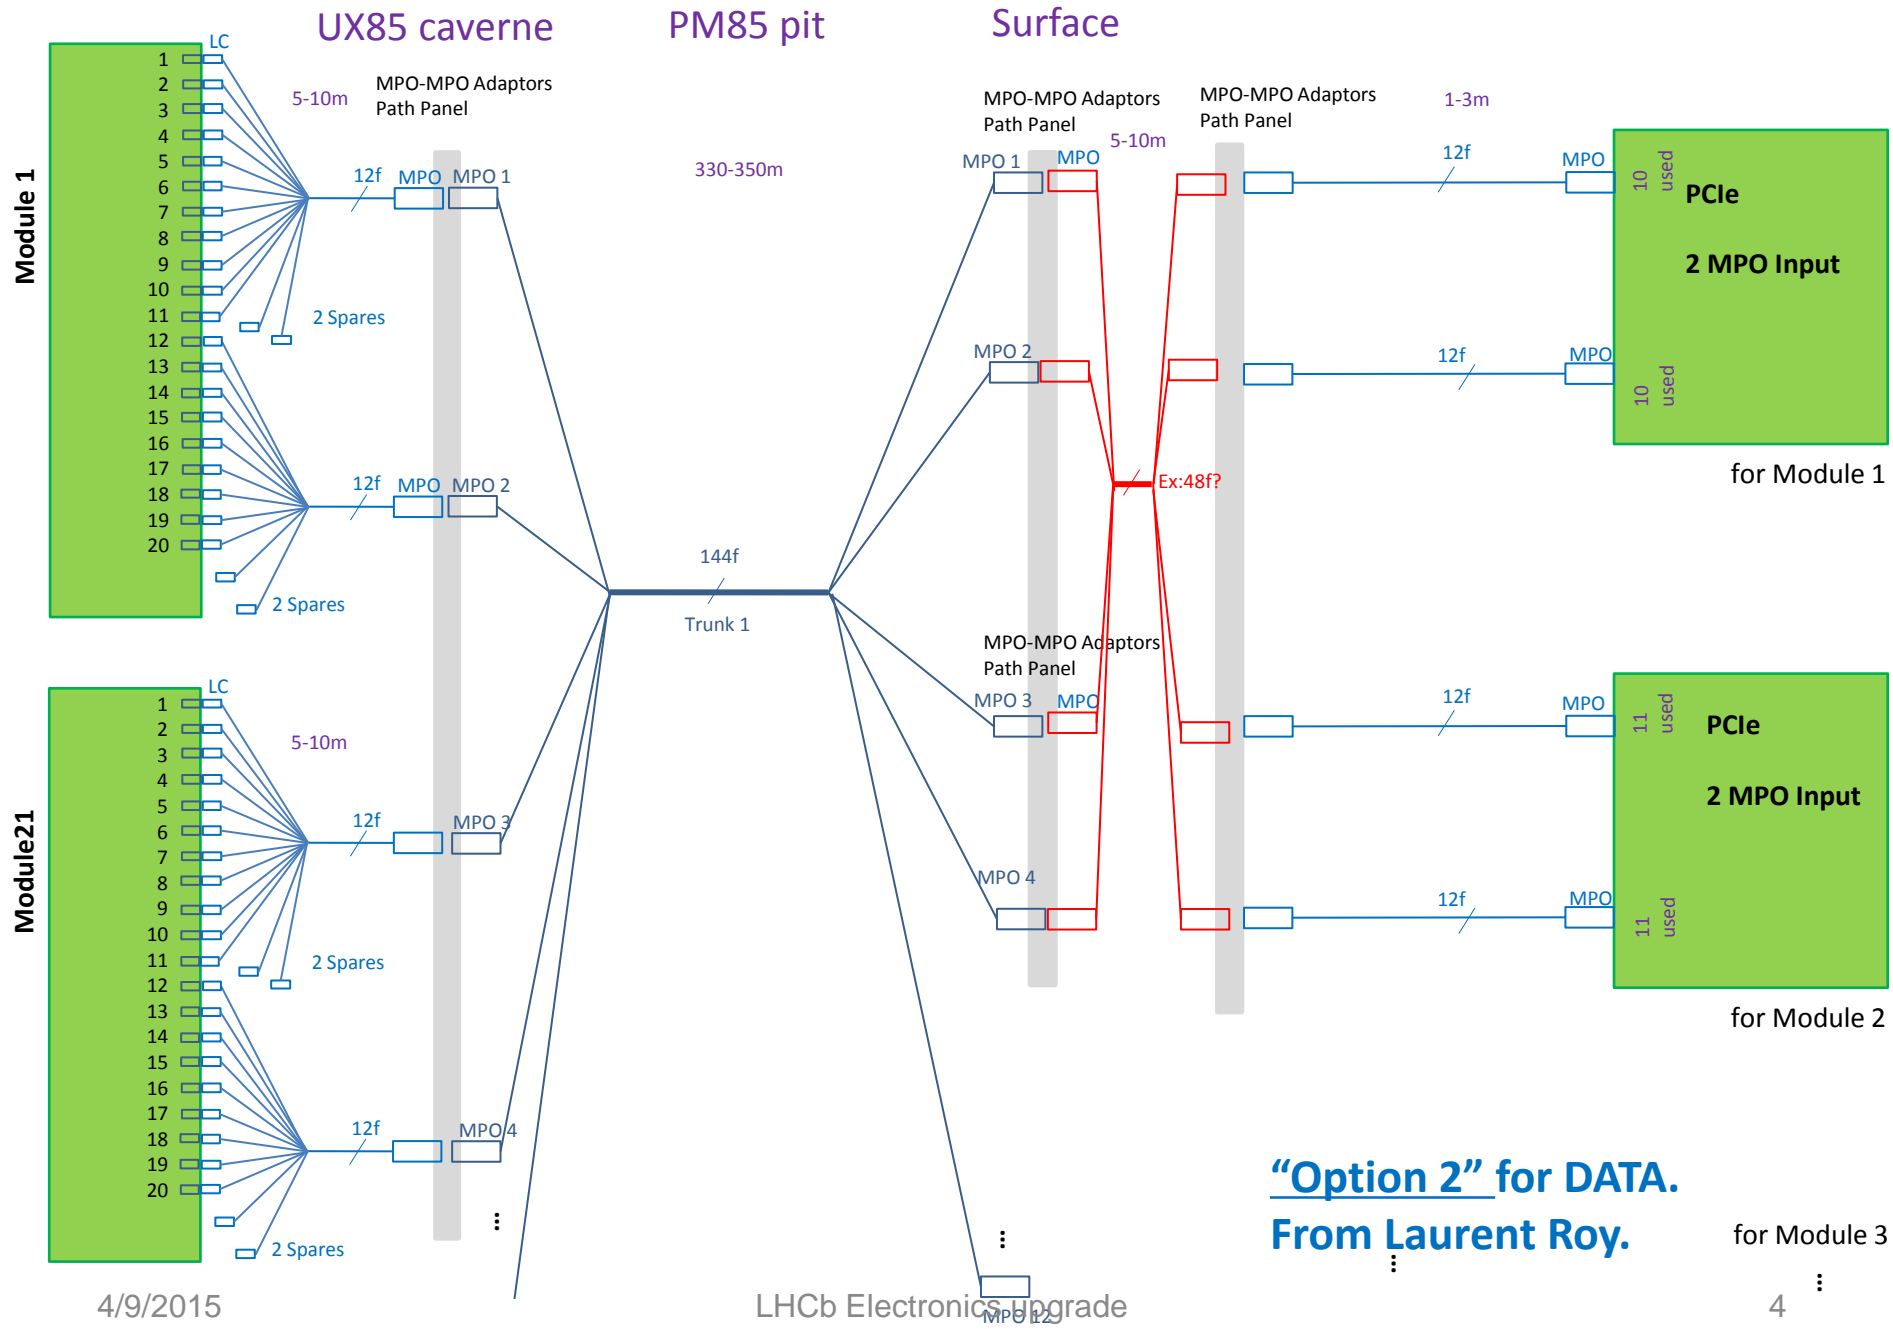 UX85 caverne
PM85 pit
Surface
LC
1
2
3
4
5
6
7
8
9
10
11
12
13
14
15
16
17
18
19
20
Module 1
5-10m
MPO-MPO Adaptors
Path Panel
12f
MPO
MPO 1
2 Spares
12f
MPO
MPO 2
2 Spares
330-350m
144f
Trunk 1
MPO-MPO Adaptors
Path Panel
MPO 1
MPO
5-10m
MPO-MPO Adaptors
Path Panel
1-3m
12f
MPO
10
used
PCIe
2 MPO Input
MPO 2
12f
MPO
10
used
for Module 1
Ex:48f?
LC
1
2
3
4
5
6
7
8
9
10
11
12
13
14
15
16
17
18
19
20
Module21
5-10m
12f
MPO 3
2 Spares
12f
MPO 4
2 Spares
⋮
MPO-MPO Adaptors
Path Panel
MPO 3
MPO
MPO 4
⋮
MPO 12
12f
MPO
11
used
PCIe
2 MPO Input
12f
MPO
11
used
for Module 2
“Option 2” for DATA.
From Laurent Roy.
⋮
for Module 3
⋮
4/9/2015
LHCb Electronics upgrade
4